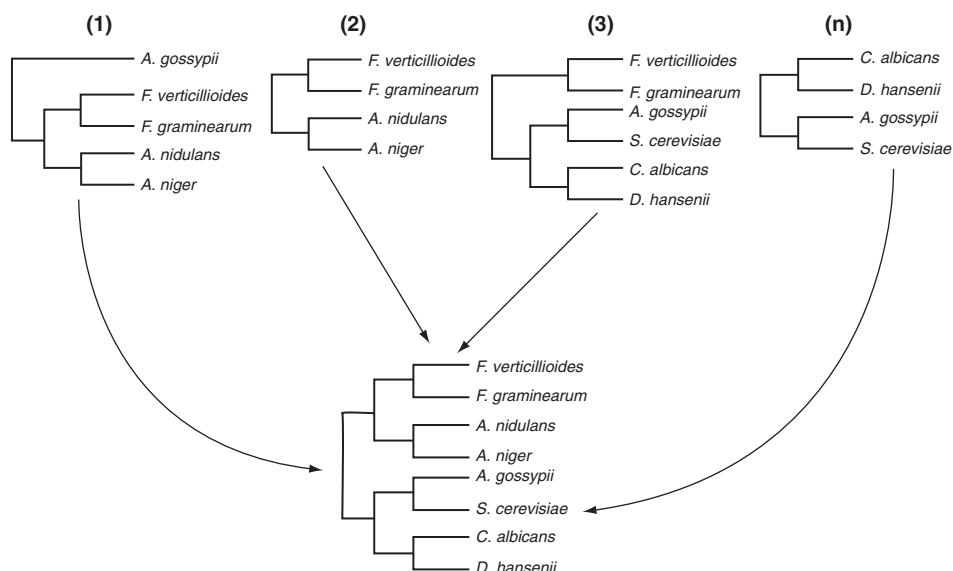 (1)
A. gossypii
F. verticillioides
F. graminearum
A. nidulans
A. niger
(2)
F. verticillioides
F. graminearum
A. nidulans
A. niger
(3)
F. verticillioides
F. graminearum
A. gossypii
S. cerevisiae
C. albicans
D. hansenii
(n)
C. albicans
D. hansenii
A. gossypii
S. cerevisiae
F. verticillioides
F. graminearum
A. nidulans
A. niger
A. gossypii
S. cerevisiae
C. albicans
D. hansenii